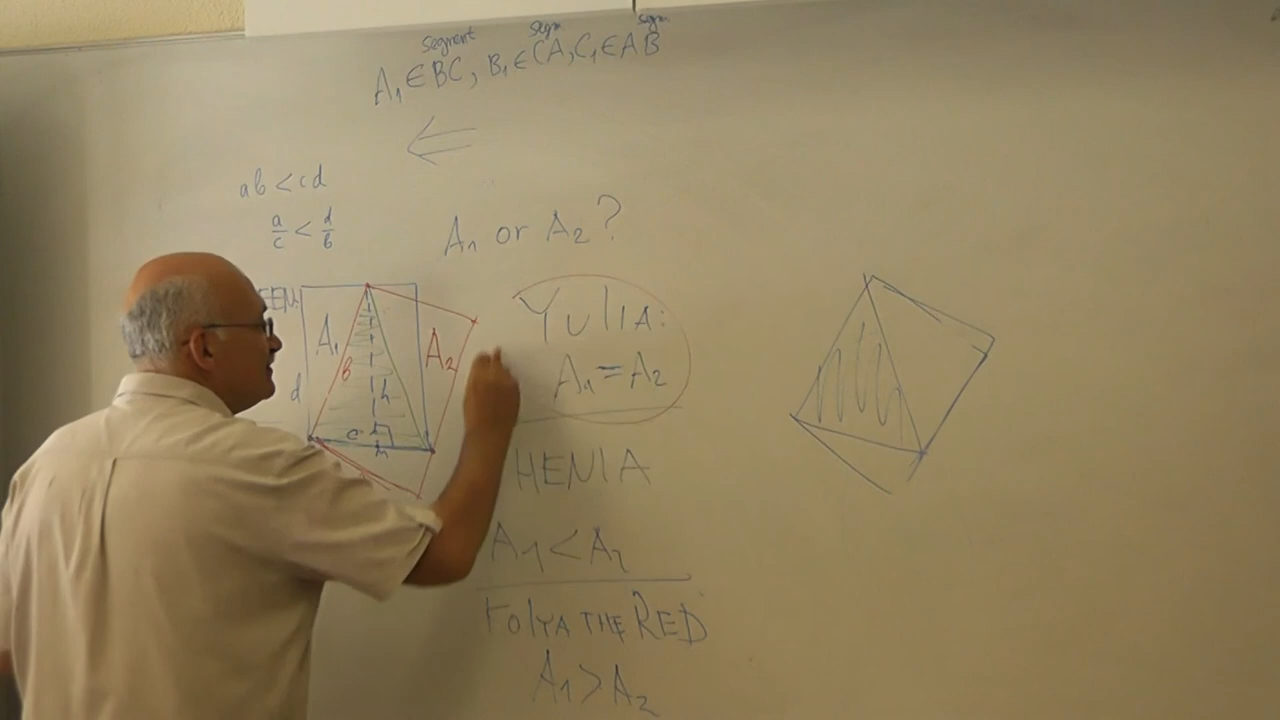 Segment segm. segm.
A₁ ∈ BC, B₁ ∈ CA, C₁ ∈ AB
⇐
ab < cd
a/c < d/b
A₁ or A₂?
A₁
A₂
b
d
h
c
YULIA:
A₁ = A₂
HENIA
A₁ < A₂
TOLYA THE RED
A₁ > A₂